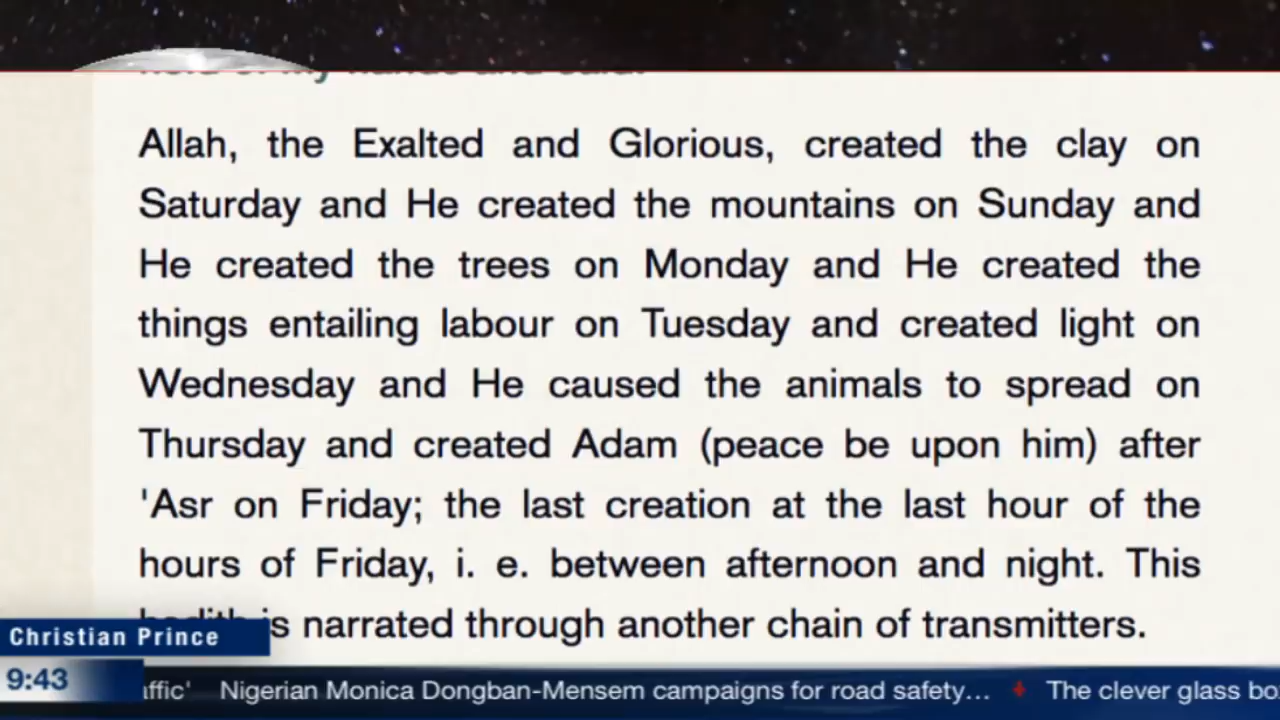 Allah, the Exalted and Glorious, created the clay on
Saturday and He created the mountains on Sunday and
He created the trees on Monday and He created the
things entailing labour on Tuesday and created light on
Wednesday and He caused the animals to spread on
Thursday and created Adam (peace be upon him) after
'Asr on Friday; the last creation at the last hour of the
hours of Friday, i. e. between afternoon and night. This
is narrated through another chain of transmitters.
Christian Prince
9:43
affic' Nigerian Monica Dongban-Mensem campaigns for road safety... The clever glass bo